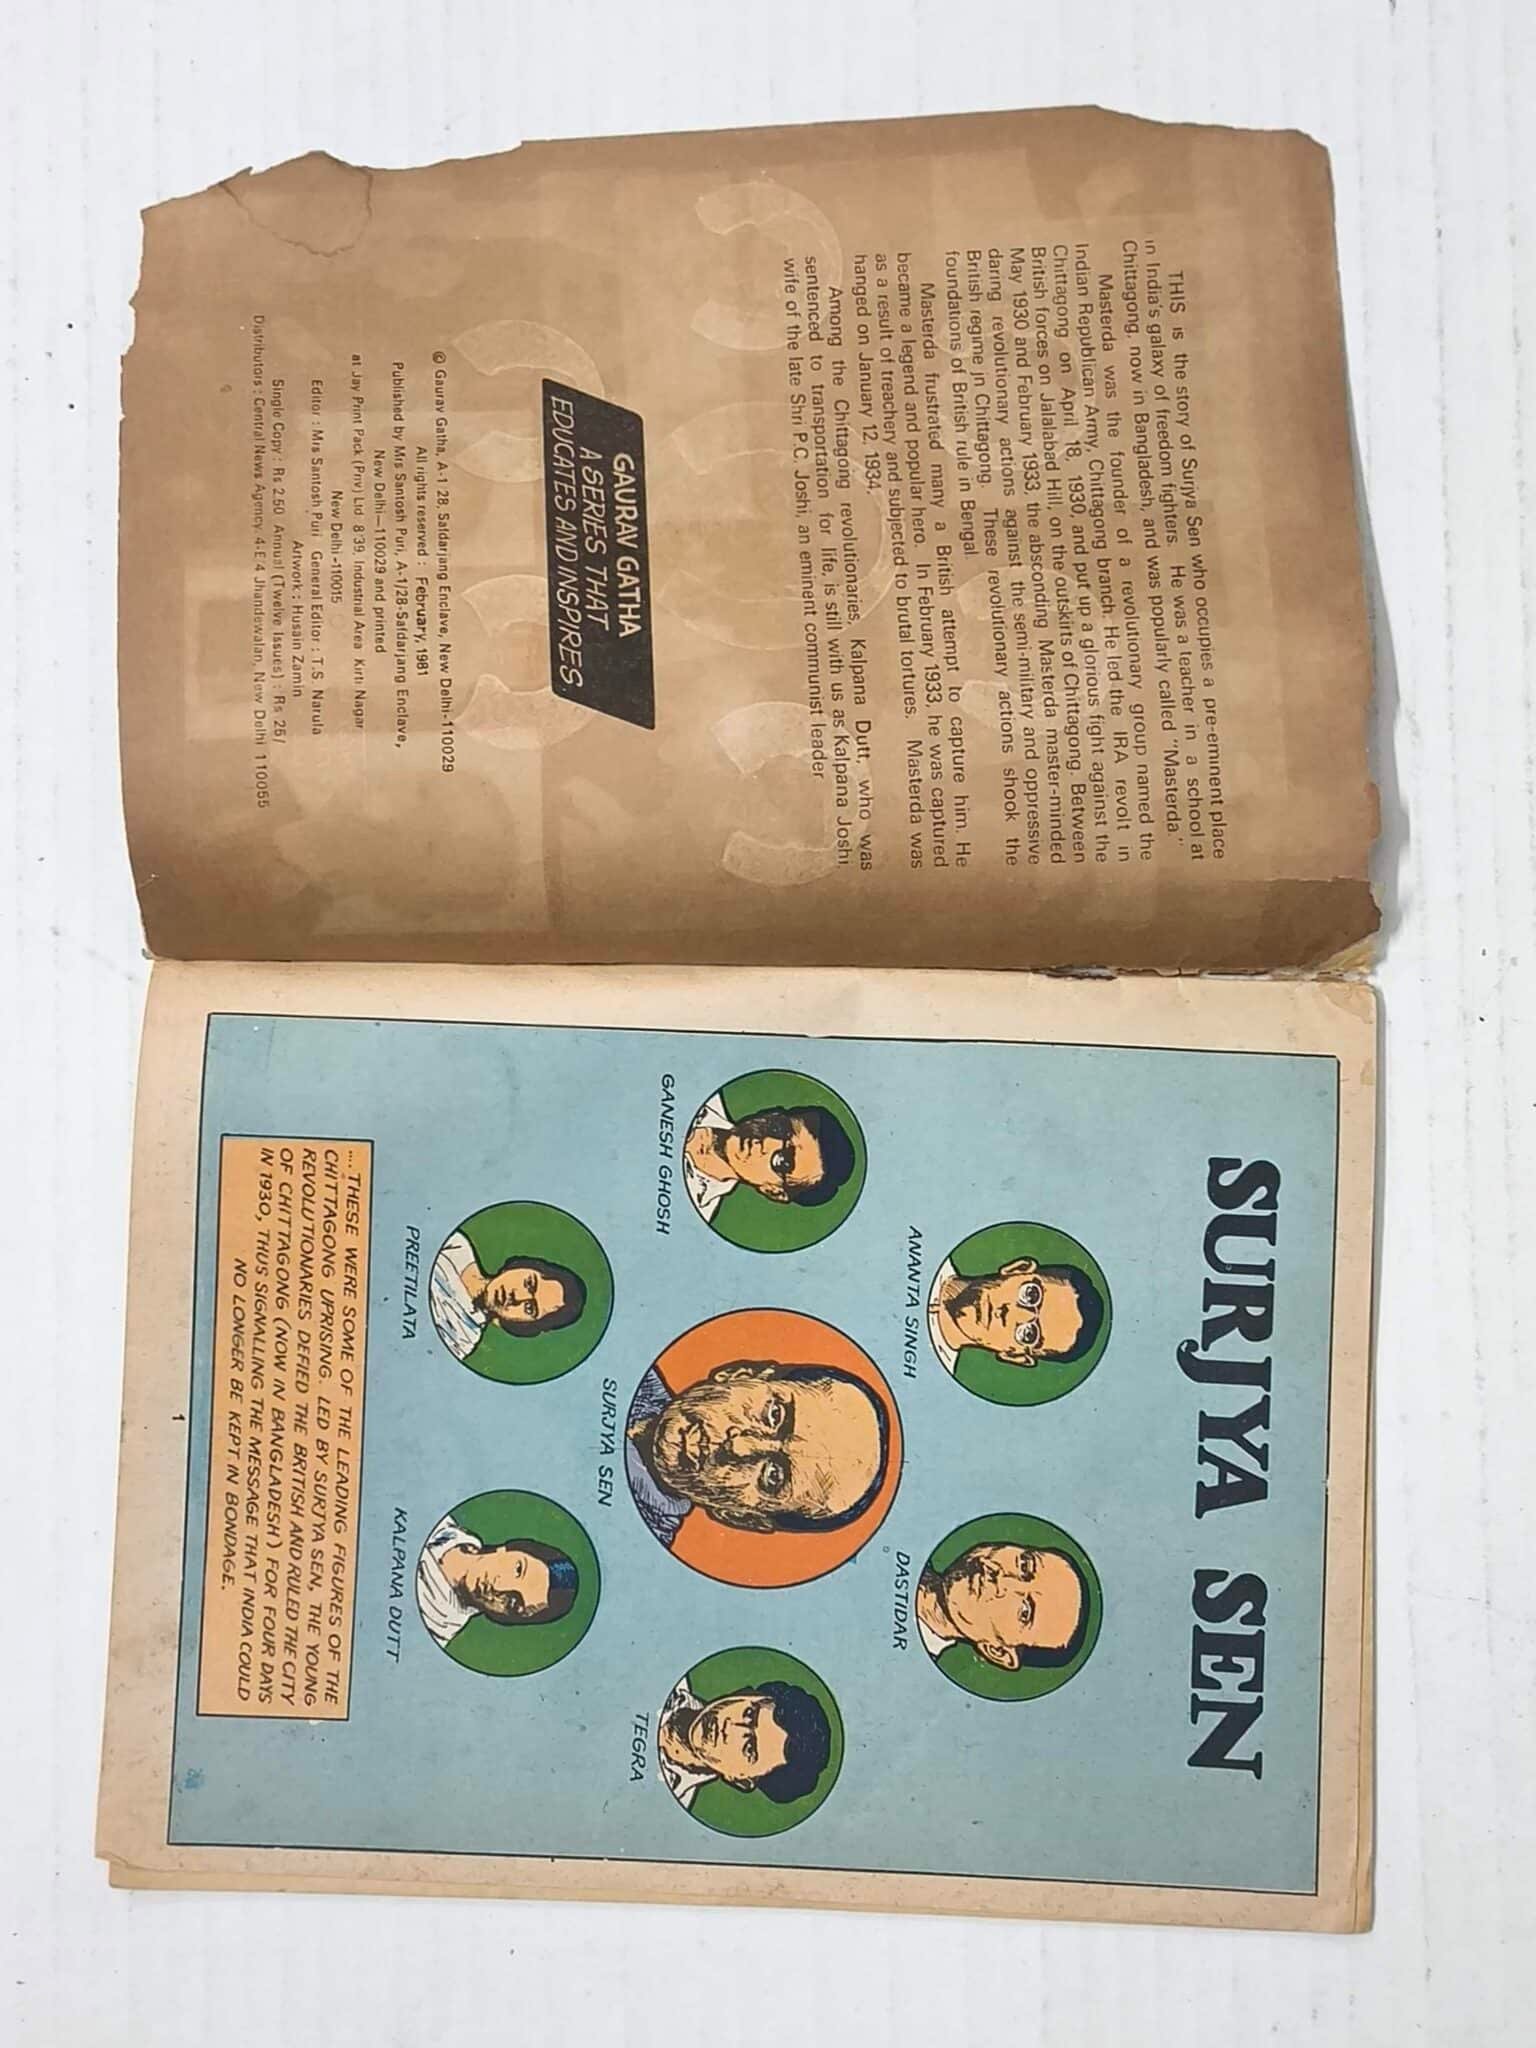 THIS is the story of Surjya Sen who occupies a pre-eminent place
in India's galaxy of freedom fighters. He was a teacher in a school at
Chittagong, now in Bangladesh, and was popularly called "Masterda."
Masterda was the founder of a revolutionary group named the
Indian Republican Army, Chittagong branch. He led the IRA revolt in
Chittagong on April 18, 1930, and put up a glorious fight against the
British forces on Jalalabad Hill, on the outskirts of Chittagong. Between
May 1930 and February 1933, the absconding Masterda master-minded
daring revolutionary actions against the semi-military and oppressive
British regime in Chittagong. These revolutionary actions shook the
foundations of British rule in Bengal.
Masterda frustrated many a British attempt to capture him. He
became a legend and popular hero. In February 1933, he was captured
as a result of treachery and subjected to brutal tortures. Masterda was
hanged on January 12, 1934.
Among the Chittagong revolutionaries, Kalpana Dutt, who was
sentenced to transportation for life, is still with us as Kalpana Joshi,
wife of the late Shri P.C. Joshi, an eminent communist leader
GAURAV GATHA
A SERIES THAT
EDUCATES AND INSPIRES.
© Gaurav Gatha, A-1 28, Safdarjang Enclave, New Delhi-110029
All rights reserved : February, 1981
Published by Mrs Santosh Puri, A-1/28-Safdarjang Enclave,
New Delhi—110029 and printed
at Jay Print Pack (Priv) Ltd. 8 39, Industrial Area Kirti Nagar
New Delhi-110015
Editor : Mrs Santosh Puri General Editor : T.S. Narula
Artwork : Husain Zamin
Single Copy : Rs 2.50 Annual (Twelve Issues) : Rs 25/
Distributors : Central News Agency 4-E 4 Jhandewalan, New Delhi 110055
SURJYA SEN
ANANTA SINGH
DASTIDAR
GANESH GHOSH
SURJYA SEN
TEGRA
PREETILATA
KALPANA DUTT
.... THESE WERE SOME OF THE LEADING FIGURES OF THE
CHITTAGONG UPRISING. LED BY SURJYA SEN, THE YOUNG
REVOLUTIONARIES DEFIED THE BRITISH AND RULED THE CITY
OF CHITTAGONG (NOW IN BANGLADESH) FOR FOUR DAYS
IN 1930, THUS SIGNALLING THE MESSAGE THAT INDIA COULD
NO LONGER BE KEPT IN BONDAGE.
1